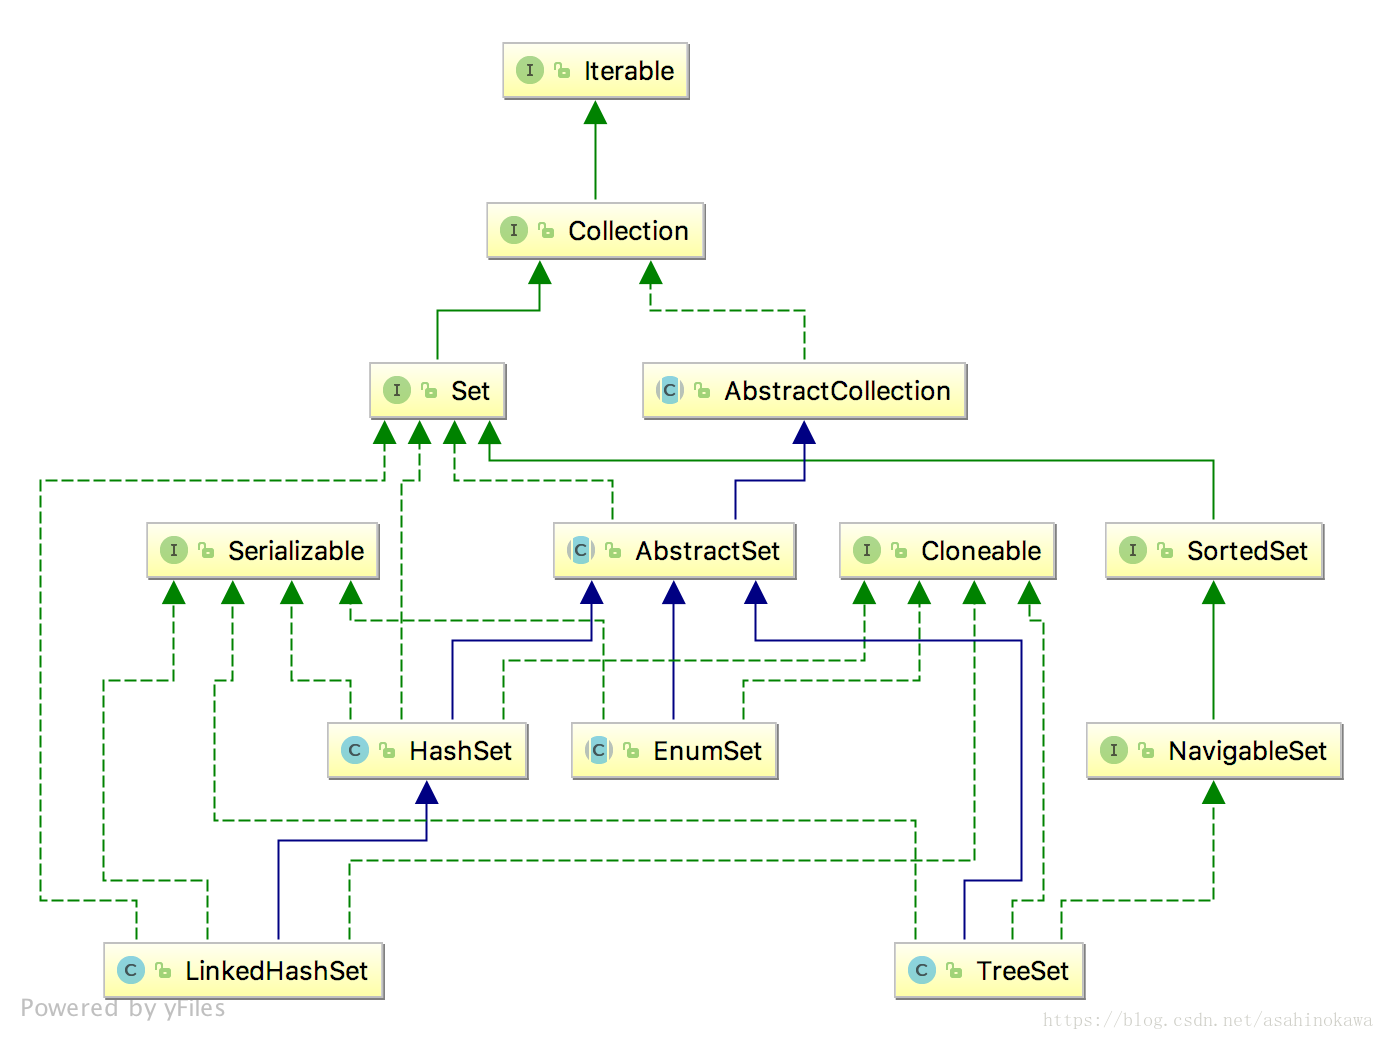 I Iterable
I Collection
I Set
C AbstractCollection
I Serializable
C AbstractSet
I Cloneable
I SortedSet
C HashSet
C EnumSet
I NavigableSet
C LinkedHashSet
C TreeSet
Powered by yFiles
https://blog.csdn.net/asahinokawa